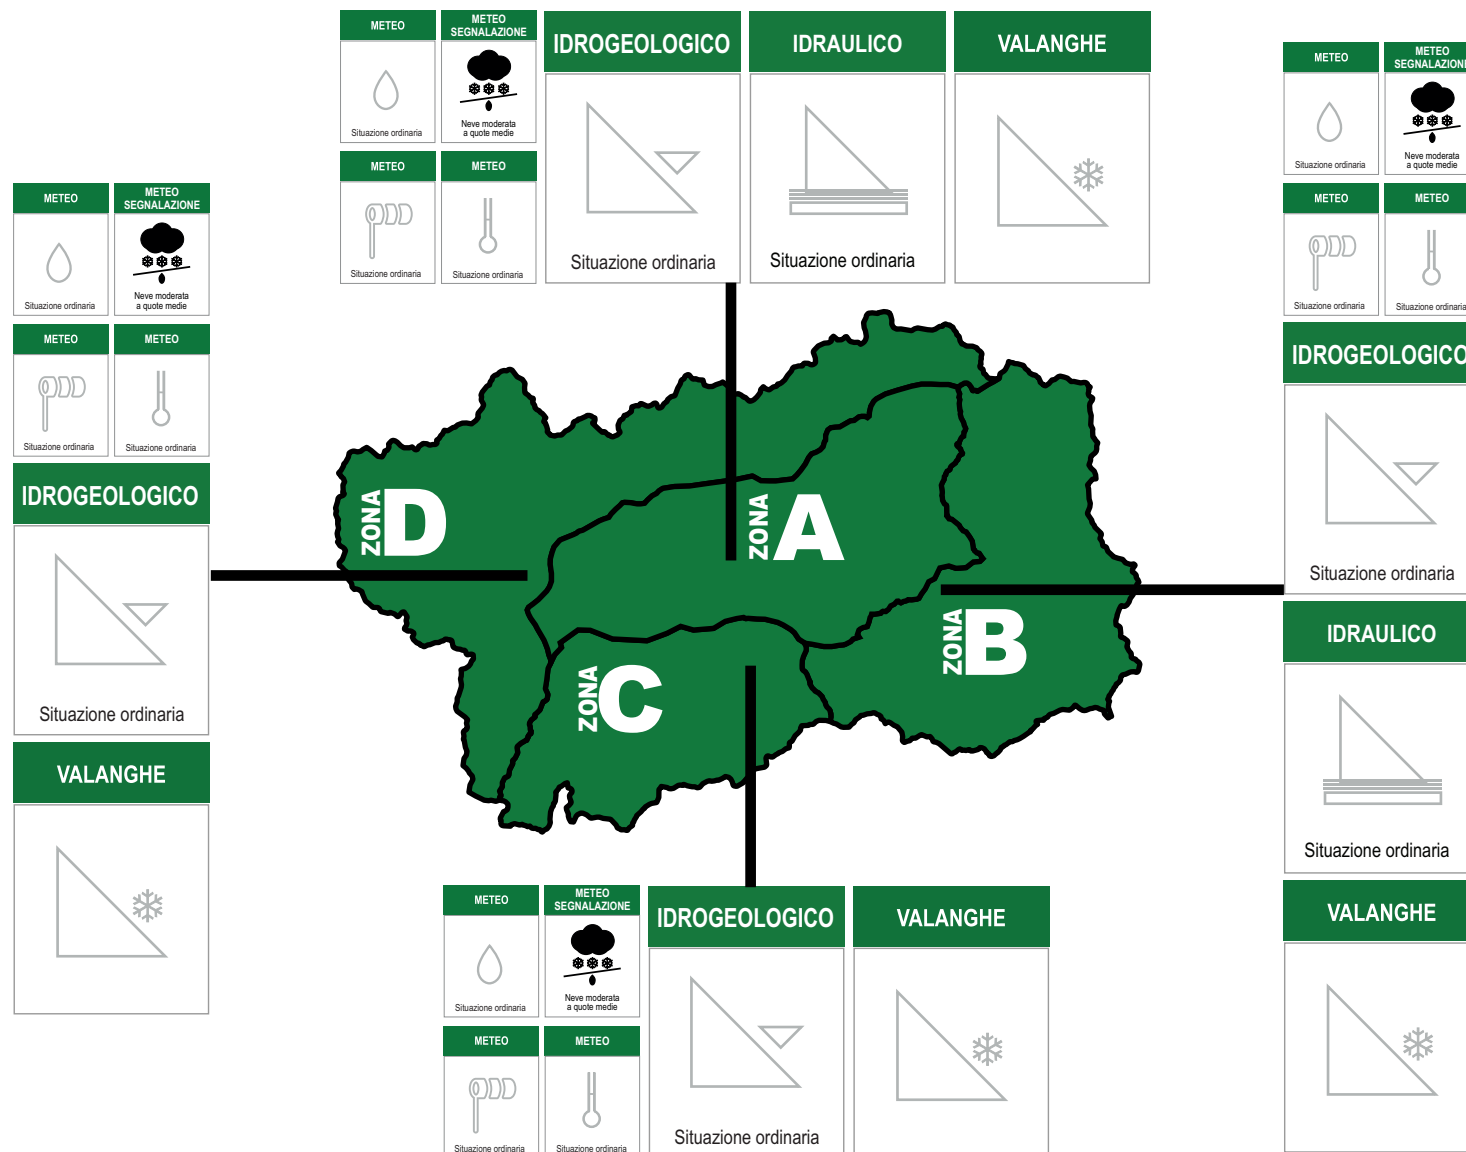 METEO
METEO
SEGNALAZIONE
Situazione ordinaria
Neve moderata
a quote medie
METEO
METEO
Situazione ordinaria
Situazione ordinaria
IDROGEOLOGICO
Situazione ordinaria
IDRAULICO
Situazione ordinaria
VALANGHE
METEO
METEO
SEGNALAZIONE
Situazione ordinaria
Neve moderata
a quote medie
METEO
METEO
Situazione ordinaria
Situazione ordinaria
IDROGEOLOGICO
Situazione ordinaria
VALANGHE
ZONA D
ZONA A
ZONA B
ZONA C
METEO
METEO
SEGNALAZIONE
Situazione ordinaria
Neve moderata
a quote medie
METEO
METEO
Situazione ordinaria
Situazione ordinaria
IDROGEOLOGICO
Situazione ordinaria
IDRAULICO
Situazione ordinaria
VALANGHE
METEO
METEO
SEGNALAZIONE
Situazione ordinaria
Neve moderata
a quote medie
METEO
METEO
Situazione ordinaria
Situazione ordinaria
IDROGEOLOGICO
Situazione ordinaria
VALANGHE